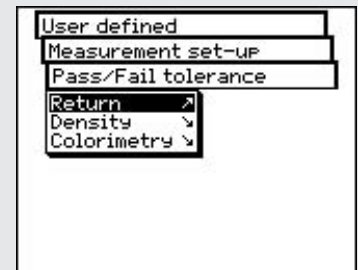 User defined
Measurement set-up
Pass/Fail tolerance
Return ↗
Density ↘
Colorimetry ↘